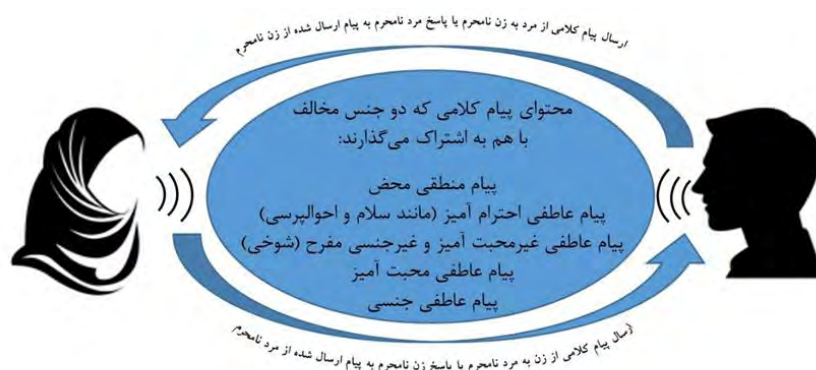 ارسال پیام کلامی از مرد به زن نامحرم یا پاسخ مرد نامحرم به پیام ارسال شده از زن نامحرم
محتوای پیام کلامی که دو جنس مخالف
با هم به اشتراک می‌گذارند:
پیام منطقی محض
پیام عاطفی احترام آمیز (مانند سلام و احوالپرسی)
پیام عاطفی غیرمحبت آمیز و غیرجنسی مفرح (شوخی)
پیام عاطفی محبت آمیز
پیام عاطفی جنسی
ارسال پیام کلامی از زن به مرد نامحرم یا پاسخ زن نامحرم به پیام ارسال شده از مرد نامحرم